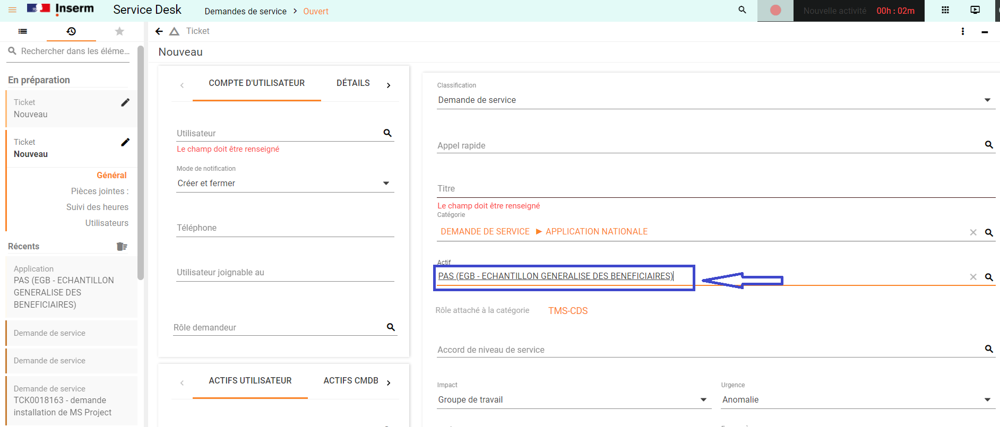 Inserm
Service Desk
Demandes de service > Ouvert
Nouvelle activité 00h : 02m
Ticket
Rechercher dans les éléme...
Nouveau
En préparation
Ticket
Nouveau
Ticket
Nouveau
Général
Pièces jointes :
Suivi des heures
Utilisateurs
Récents
Application
PAS (EGB - ECHANTILLON
GENERALISE DES
BENEFICIAIRES)
Demande de service
Demande de service
Demande de service
TCK0018163 - demande
installation de MS Project
COMPTE D'UTILISATEUR DÉTAILS
Utilisateur
Le champ doit être renseigné
Mode de notification
Créer et fermer
Téléphone
Utilisateur joignable au
Rôle demandeur
ACTIFS UTILISATEUR ACTIFS CMDB
Classification
Demande de service
Appel rapide
Titre
Le champ doit être renseigné
Catégorie
DEMANDE DE SERVICE ► APPLICATION NATIONALE
Actif
PAS (EGB - ECHANTILLON GENERALISE DES BENEFICIAIRES)
Rôle attaché à la catégorie TMS-CDS
Accord de niveau de service
Impact
Groupe de travail
Urgence
Anomalie